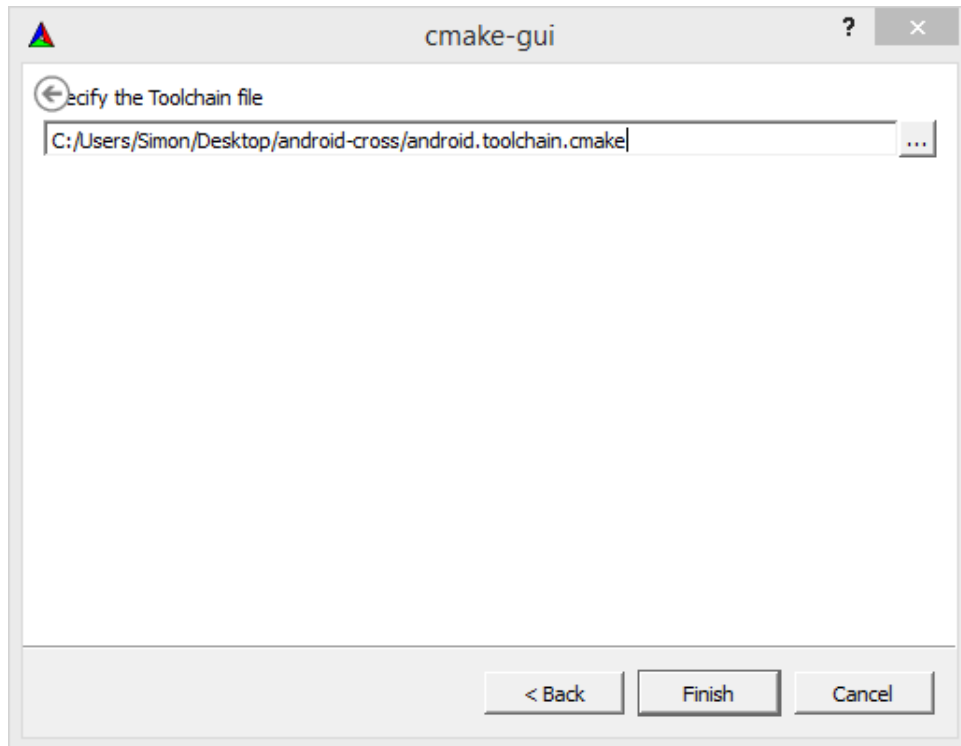 cmake-gui
?
ecify the Toolchain file
C:/Users/Simon/Desktop/android-cross/android.toolchain.cmake
...
< Back
Finish
Cancel